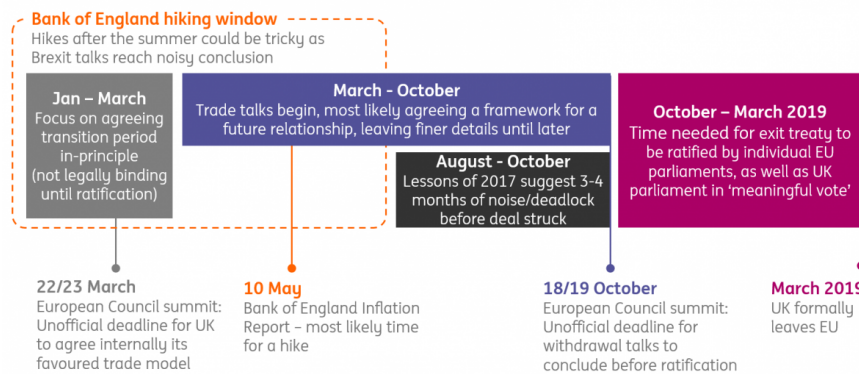 Bank of England hiking window
Hikes after the summer could be tricky as
Brexit talks reach noisy conclusion
Jan – March
Focus on agreeing
transition period
in-principle
(not legally binding
until ratification)
March - October
Trade talks begin, most likely agreeing a framework for a
future relationship, leaving finer details until later
August - October
Lessons of 2017 suggest 3-4
months of noise/deadlock
before deal struck
October – March 2019
Time needed for exit treaty to
be ratified by individual EU
parliaments, as well as UK
parliament in ‘meaningful vote’
22/23 March
European Council summit:
Unofficial deadline for UK
to agree internally its
favoured trade model
10 May
Bank of England Inflation
Report – most likely time
for a hike
18/19 October
European Council summit:
Unofficial deadline for
withdrawal talks to
conclude before ratification
March 2019
UK formally
leaves EU